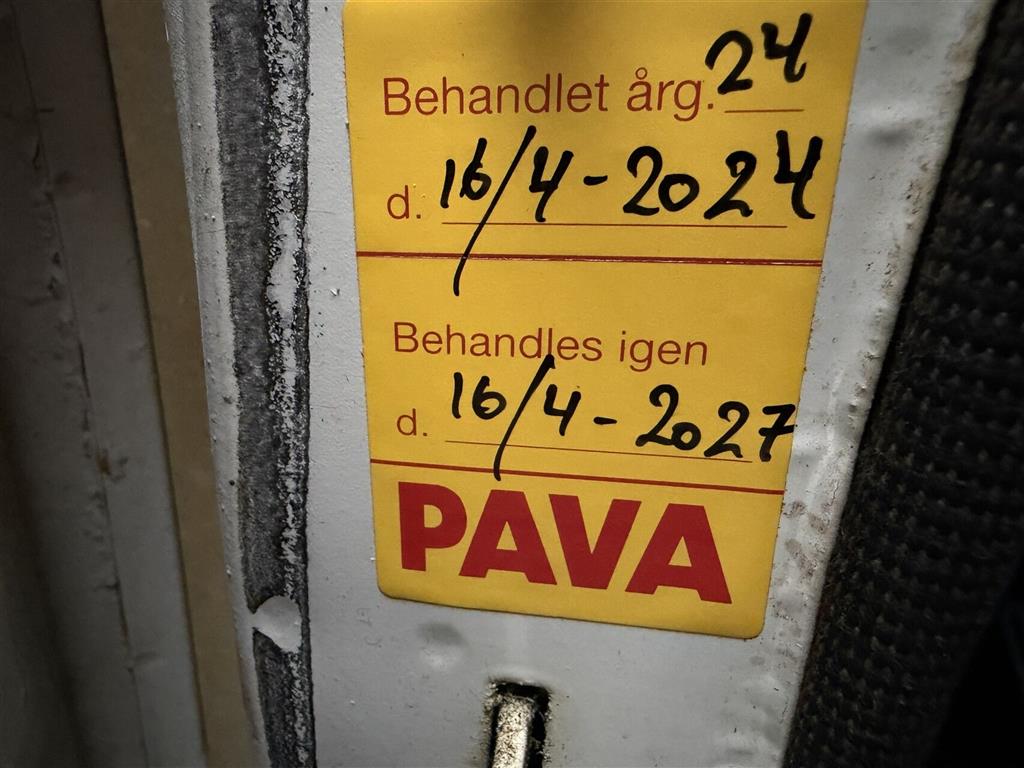 Behandlet årg. 24
d. 16/4-2024
Behandles igen
d. 16/4-2027
PAVA